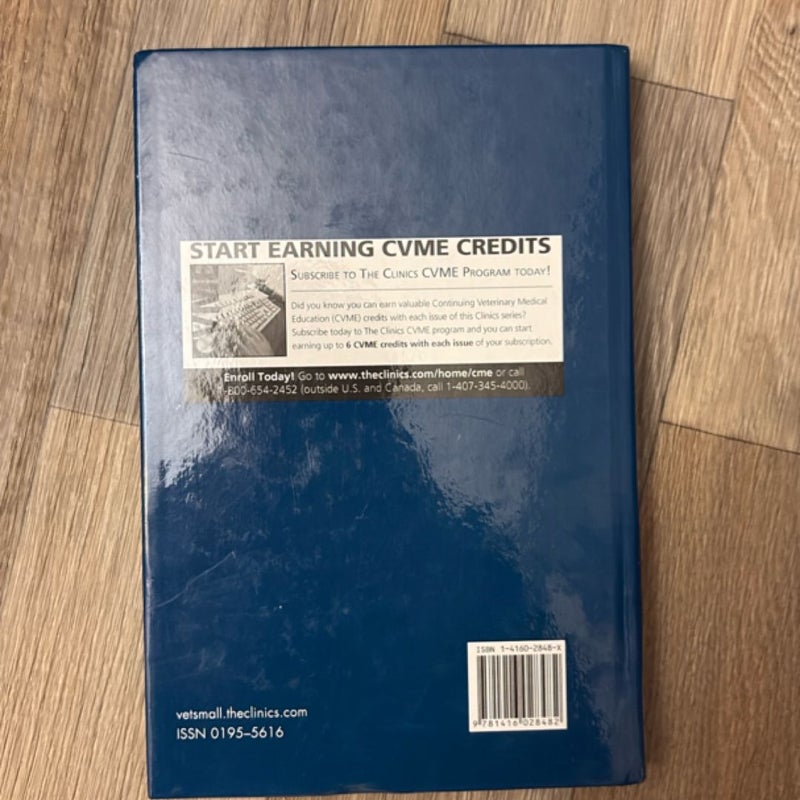 START EARNING CVME CREDITS
SUBSCRIBE TO THE CLINICS CVME PROGRAM TODAY!
Did you know you can earn valuable Continuing Veterinary Medical
Education (CVME) credits with each issue of this Clinics series?
Subscribe today to The Clinics CVME program and you can start
earning up to 6 CVME credits with each issue of your subscription.
Enroll Today! Go to www.theclinics.com/home/cme or call
1-800-654-2452 (outside U.S. and Canada, call 1-407-345-4000).
ISBN 1-4160-2848-X
9 781416 028482
vetsmall.theclinics.com
ISSN 0195-5616